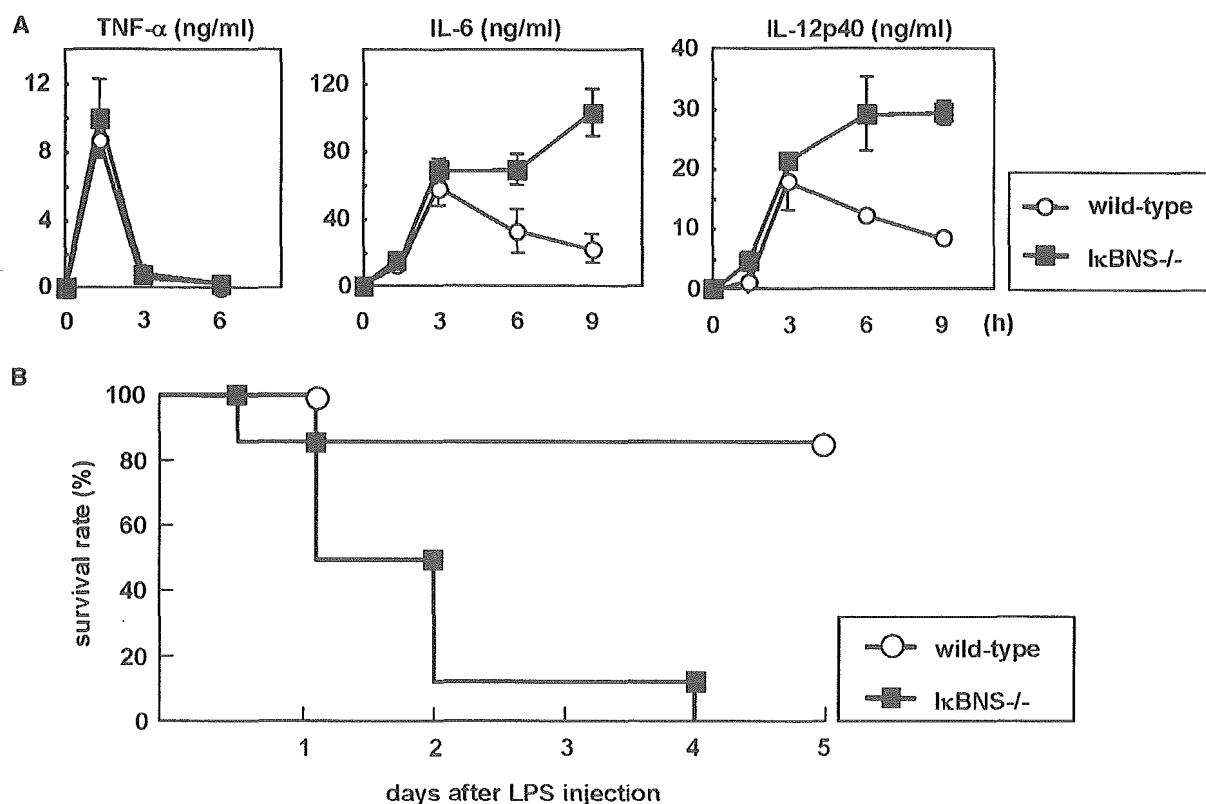 A
TNF-α (ng/ml)
IL-6 (ng/ml)
IL-12p40 (ng/ml)
12
8
4
0
0 3 6
120
80
40
0
0 3 6 9
40
30
20
10
0
0 3 6 9 (h)
wild-type
IκBNS-/-
B
survival rate (%)
100
80
60
40
20
0
1 2 3 4 5
days after LPS injection
wild-type
IκBNS-/-